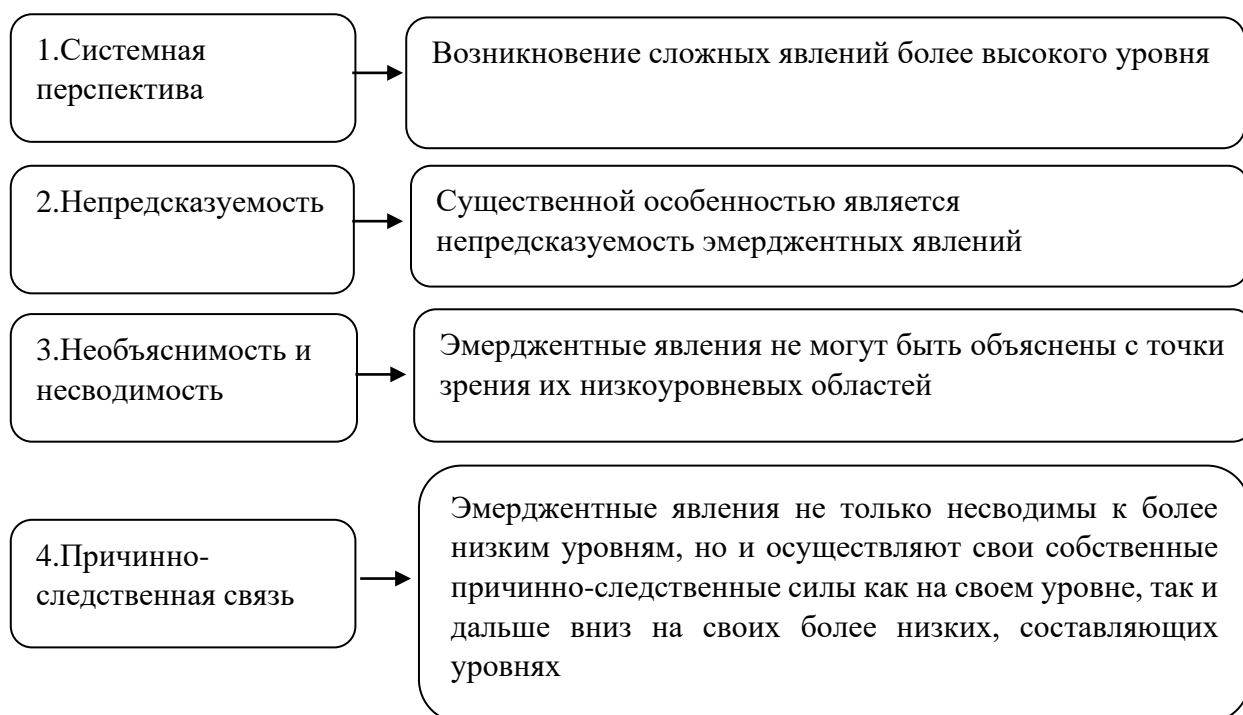 1.Системная
перспектива
Возникновение сложных явлений более высокого уровня
2.Непредсказуемость
Существенной особенностью является
непредсказуемость эмерджентных явлений
3.Необъяснимость и
несводимость
Эмерджентные явления не могут быть объяснены с точки
зрения их низкоуровневых областей
4.Причинно-
следственная связь
Эмерджентные явления не только несводимы к более
низким уровням, но и осуществляют свои собственные
причинно-следственные силы как на своем уровне, так и
дальше вниз на своих более низких, составляющих
уровнях